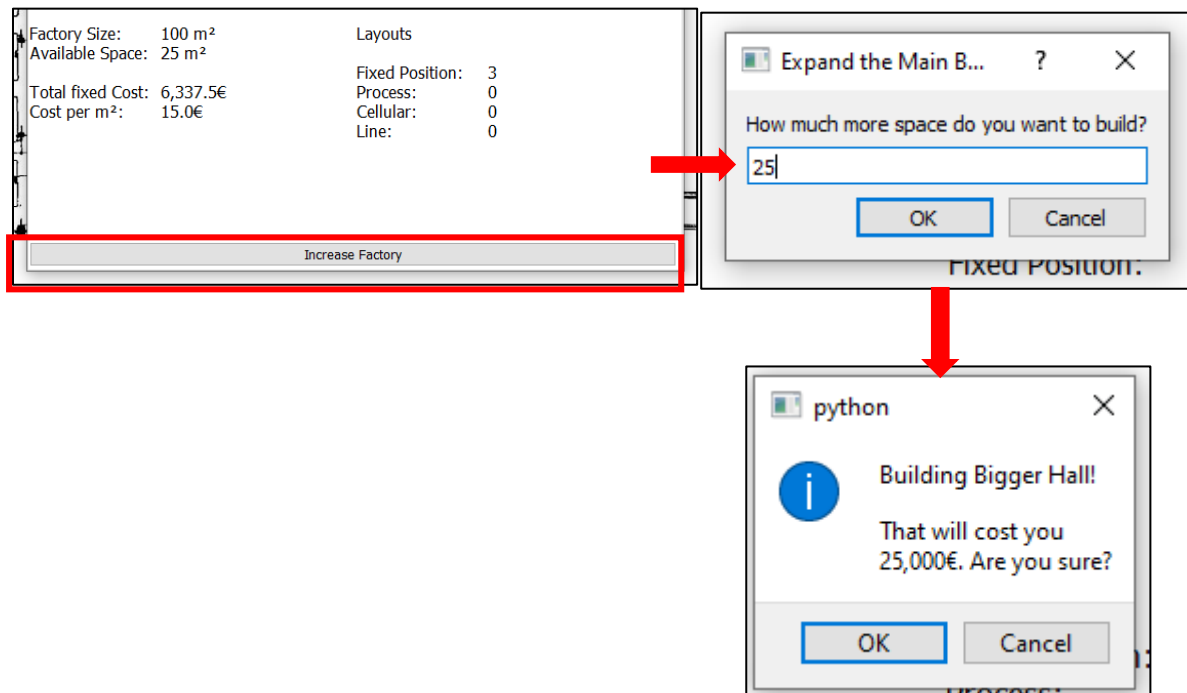 Factory Size: 100 m²
Available Space: 25 m²
Total fixed Cost: 6,337.5€
Cost per m²: 15.0€
Layouts
Fixed Position: 3
Process: 0
Cellular: 0
Line: 0
Increase Factory
Expand the Main B... ?
How much more space do you want to build?
25
OK Cancel
Fixed Position:
python
i
Building Bigger Hall!
That will cost you
25,000€. Are you sure?
OK Cancel
Process: